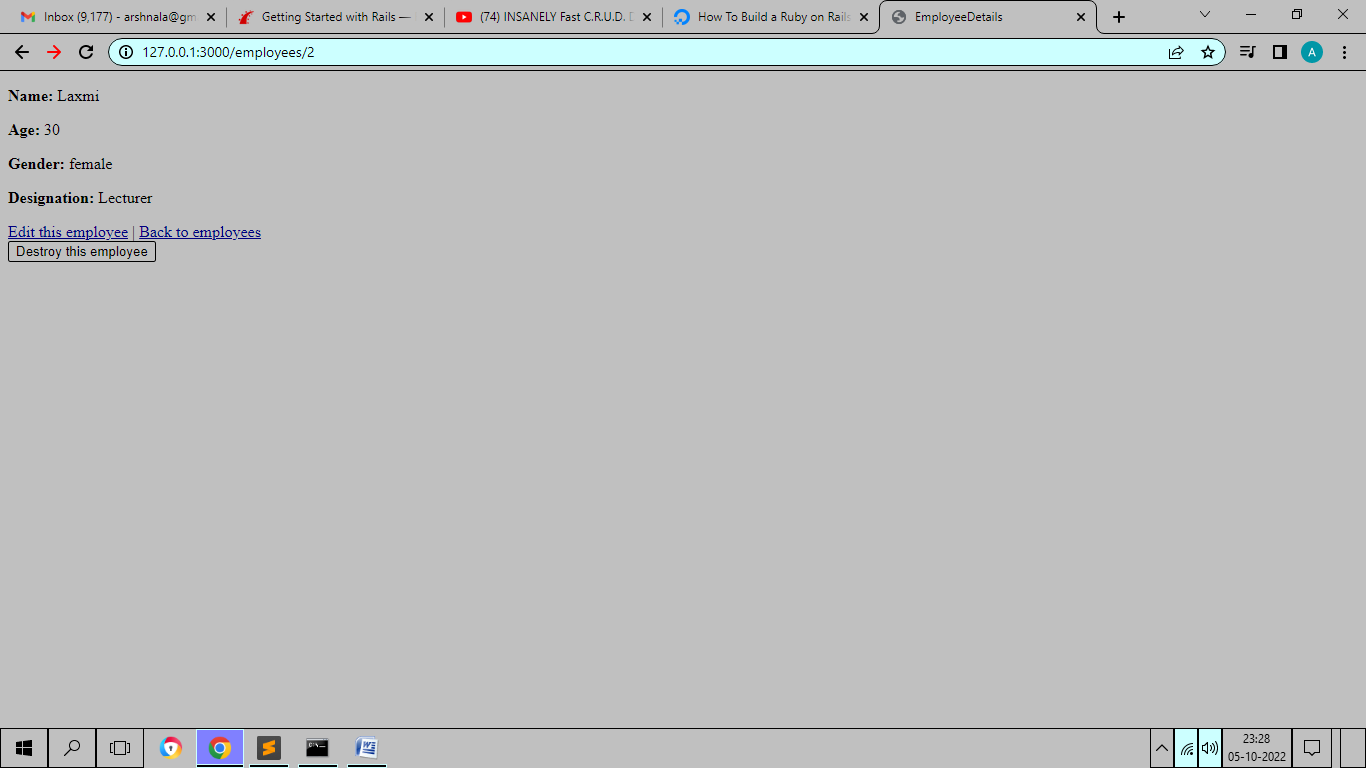 Inbox (9,177) - arshnala@gm
Getting Started with Rails —
(74) INSANELY Fast C.R.U.D.
How To Build a Ruby on Rails
EmployeeDetails
127.0.0.1:3000/employees/2
A
Name: Laxmi
Age: 30
Gender: female
Designation: Lecturer
Edit this employee | Back to employees
Destroy this employee
23:28
05-10-2022